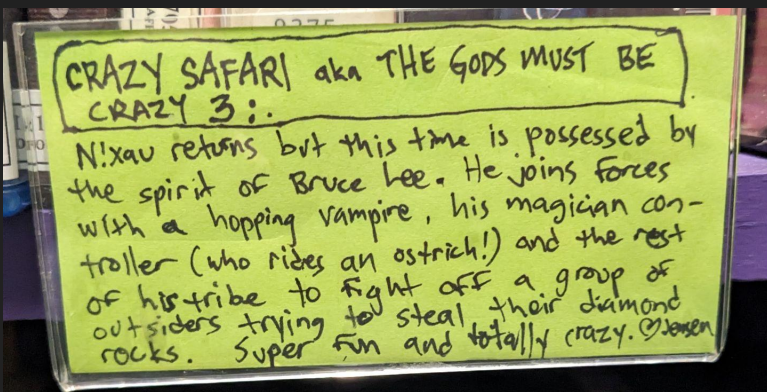 9375
CRAZY SAFARI aka THE GODS MUST BE
CRAZY 3:.
N!xau returns but this time is possessed by
the spirit of Bruce Lee. He joins forces
with a hopping vampire, his magician con-
troller (who rides an ostrich!) and the rest
of his tribe to fight off a group of
outsiders trying to steal their diamond
rocks. Super fun and totally crazy. ♡Jensen